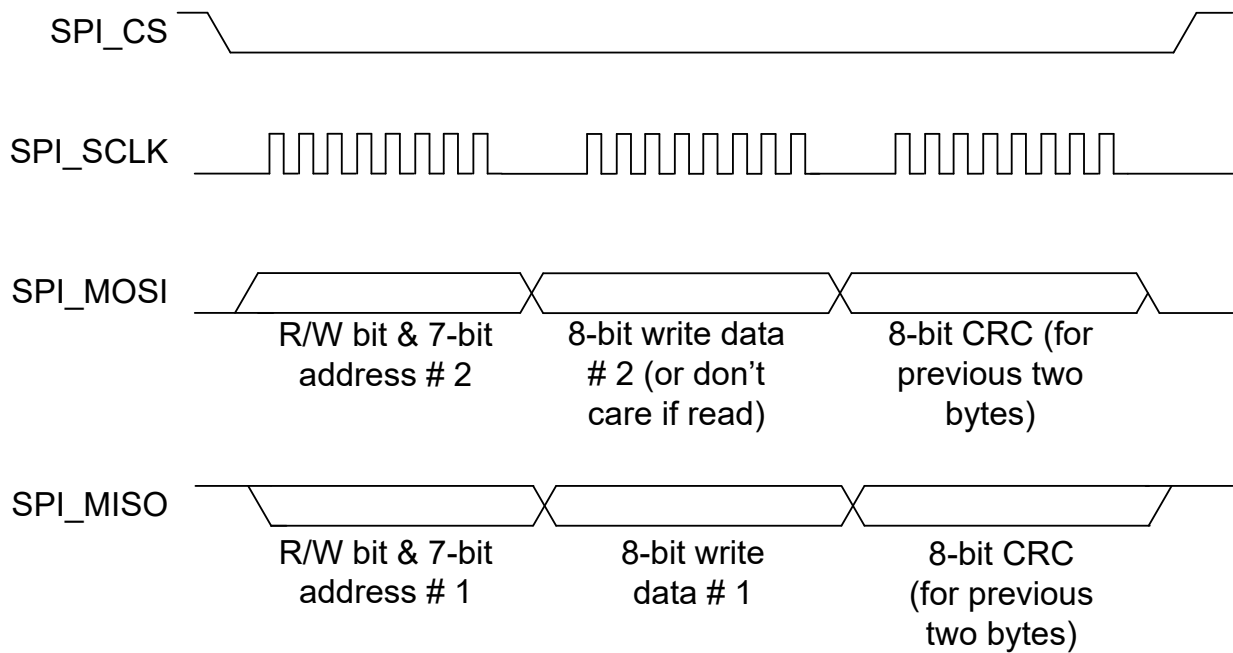 SPI_CS
SPI_SCLK
SPI_MOSI
R/W bit & 7-bit
address # 2
8-bit write data
# 2 (or don’t
care if read)
8-bit CRC (for
previous two
bytes)
SPI_MISO
R/W bit & 7-bit
address # 1
8-bit write
data # 1
8-bit CRC
(for previous
two bytes)